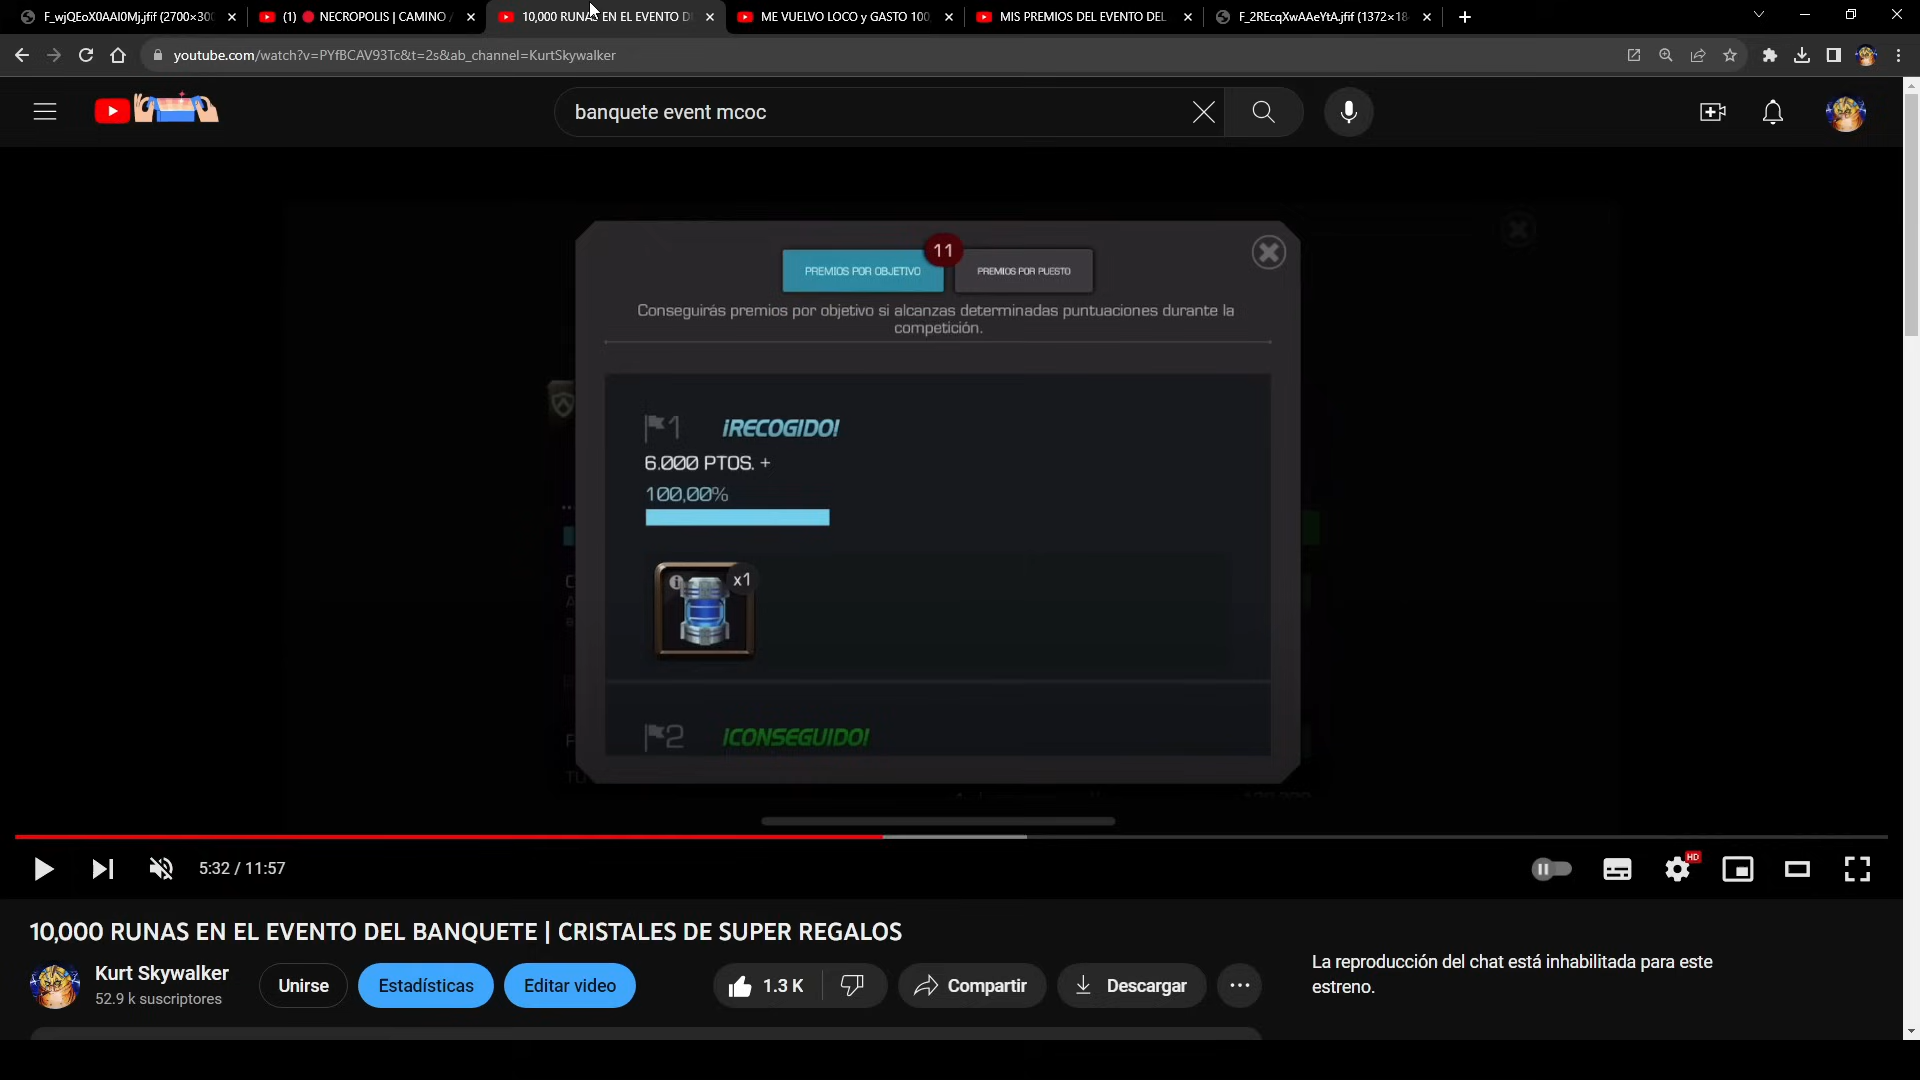 F_wjQEoX0AAI0Mj.jfif (2700×30
(1) NECROPOLIS | CAMINO
10,000 RUNAS EN EL EVENTO D
ME VUELVO LOCO y GASTO 100
MIS PREMIOS DEL EVENTO DEL
F_2REcqXwAAeYtA.jfif (1372×18
youtube.com/watch?v=PYfBCAV93Tc&t=2s&ab_channel=KurtSkywalker
banquete event mcoc
11
PREMIOS POR OBJETIVO
PREMIOS POR PUESTO
Conseguirás premios por objetivo si alcanzas determinadas puntuaciones durante la
competición.
1 ¡RECOGIDO!
6.000 PTOS. +
100,00%
x1
2 ¡CONSEGUIDO!
5:32 / 11:57
HD
10,000 RUNAS EN EL EVENTO DEL BANQUETE | CRISTALES DE SUPER REGALOS
Kurt Skywalker
52.9 k suscriptores
Unirse
Estadísticas
Editar video
1.3 K
Compartir
Descargar
La reproducción del chat está inhabilitada para este
estreno.